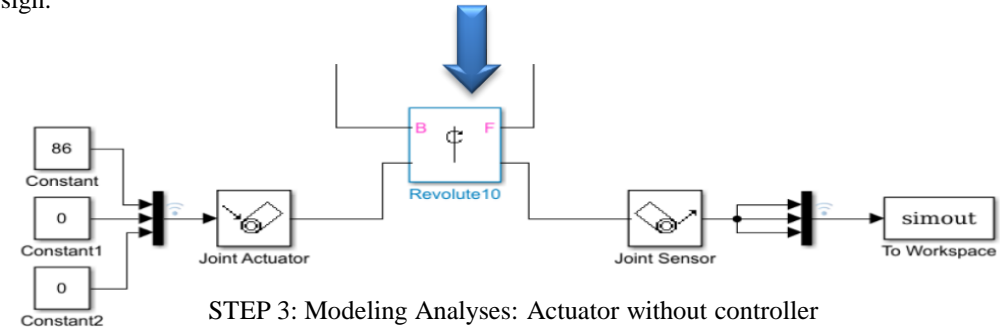 sign.
B
F
Revolute10
86
Constant
0
Constant1
0
Constant2
Joint Actuator
Joint Sensor
simout
To Workspace
STEP 3: Modeling Analyses: Actuator without controller